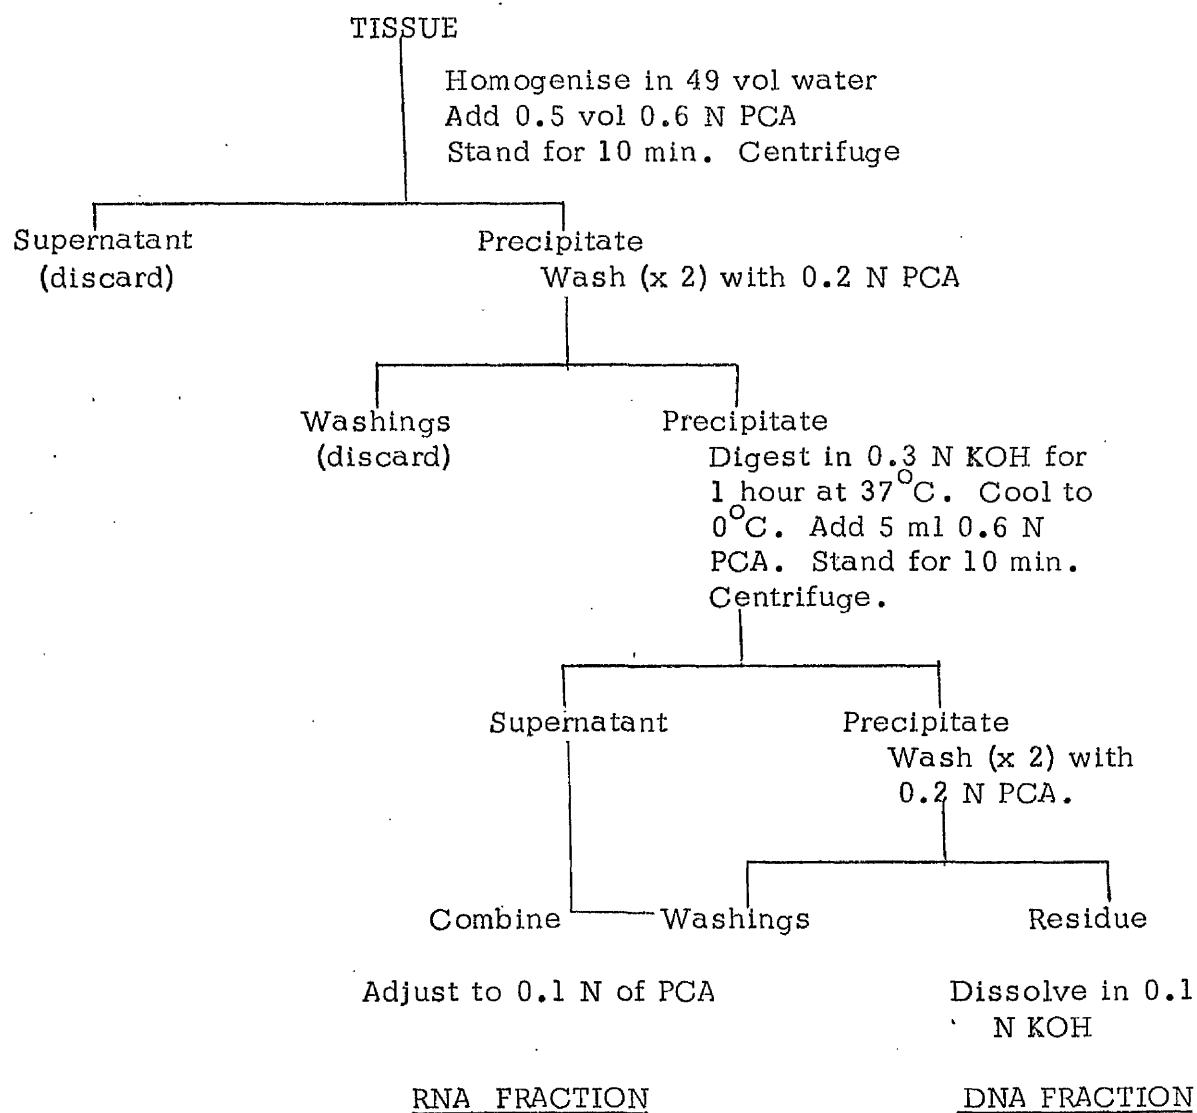 TISSUE
Homogenise in 49 vol water
Add 0.5 vol 0.6 N PCA
Stand for 10 min. Centrifuge
Supernatant
(discard)
Precipitate
Wash (x 2) with 0.2 N PCA
Washings
(discard)
Precipitate
Digest in 0.3 N KOH for
1 hour at 37°C. Cool to
0°C. Add 5 ml 0.6 N
PCA. Stand for 10 min.
Centrifuge.
Supernatant
Precipitate
Wash (x 2) with
0.2 N PCA.
Combine
Washings
Residue
Adjust to 0.1 N of PCA
Dissolve in 0.1
N KOH
RNA FRACTION
DNA FRACTION